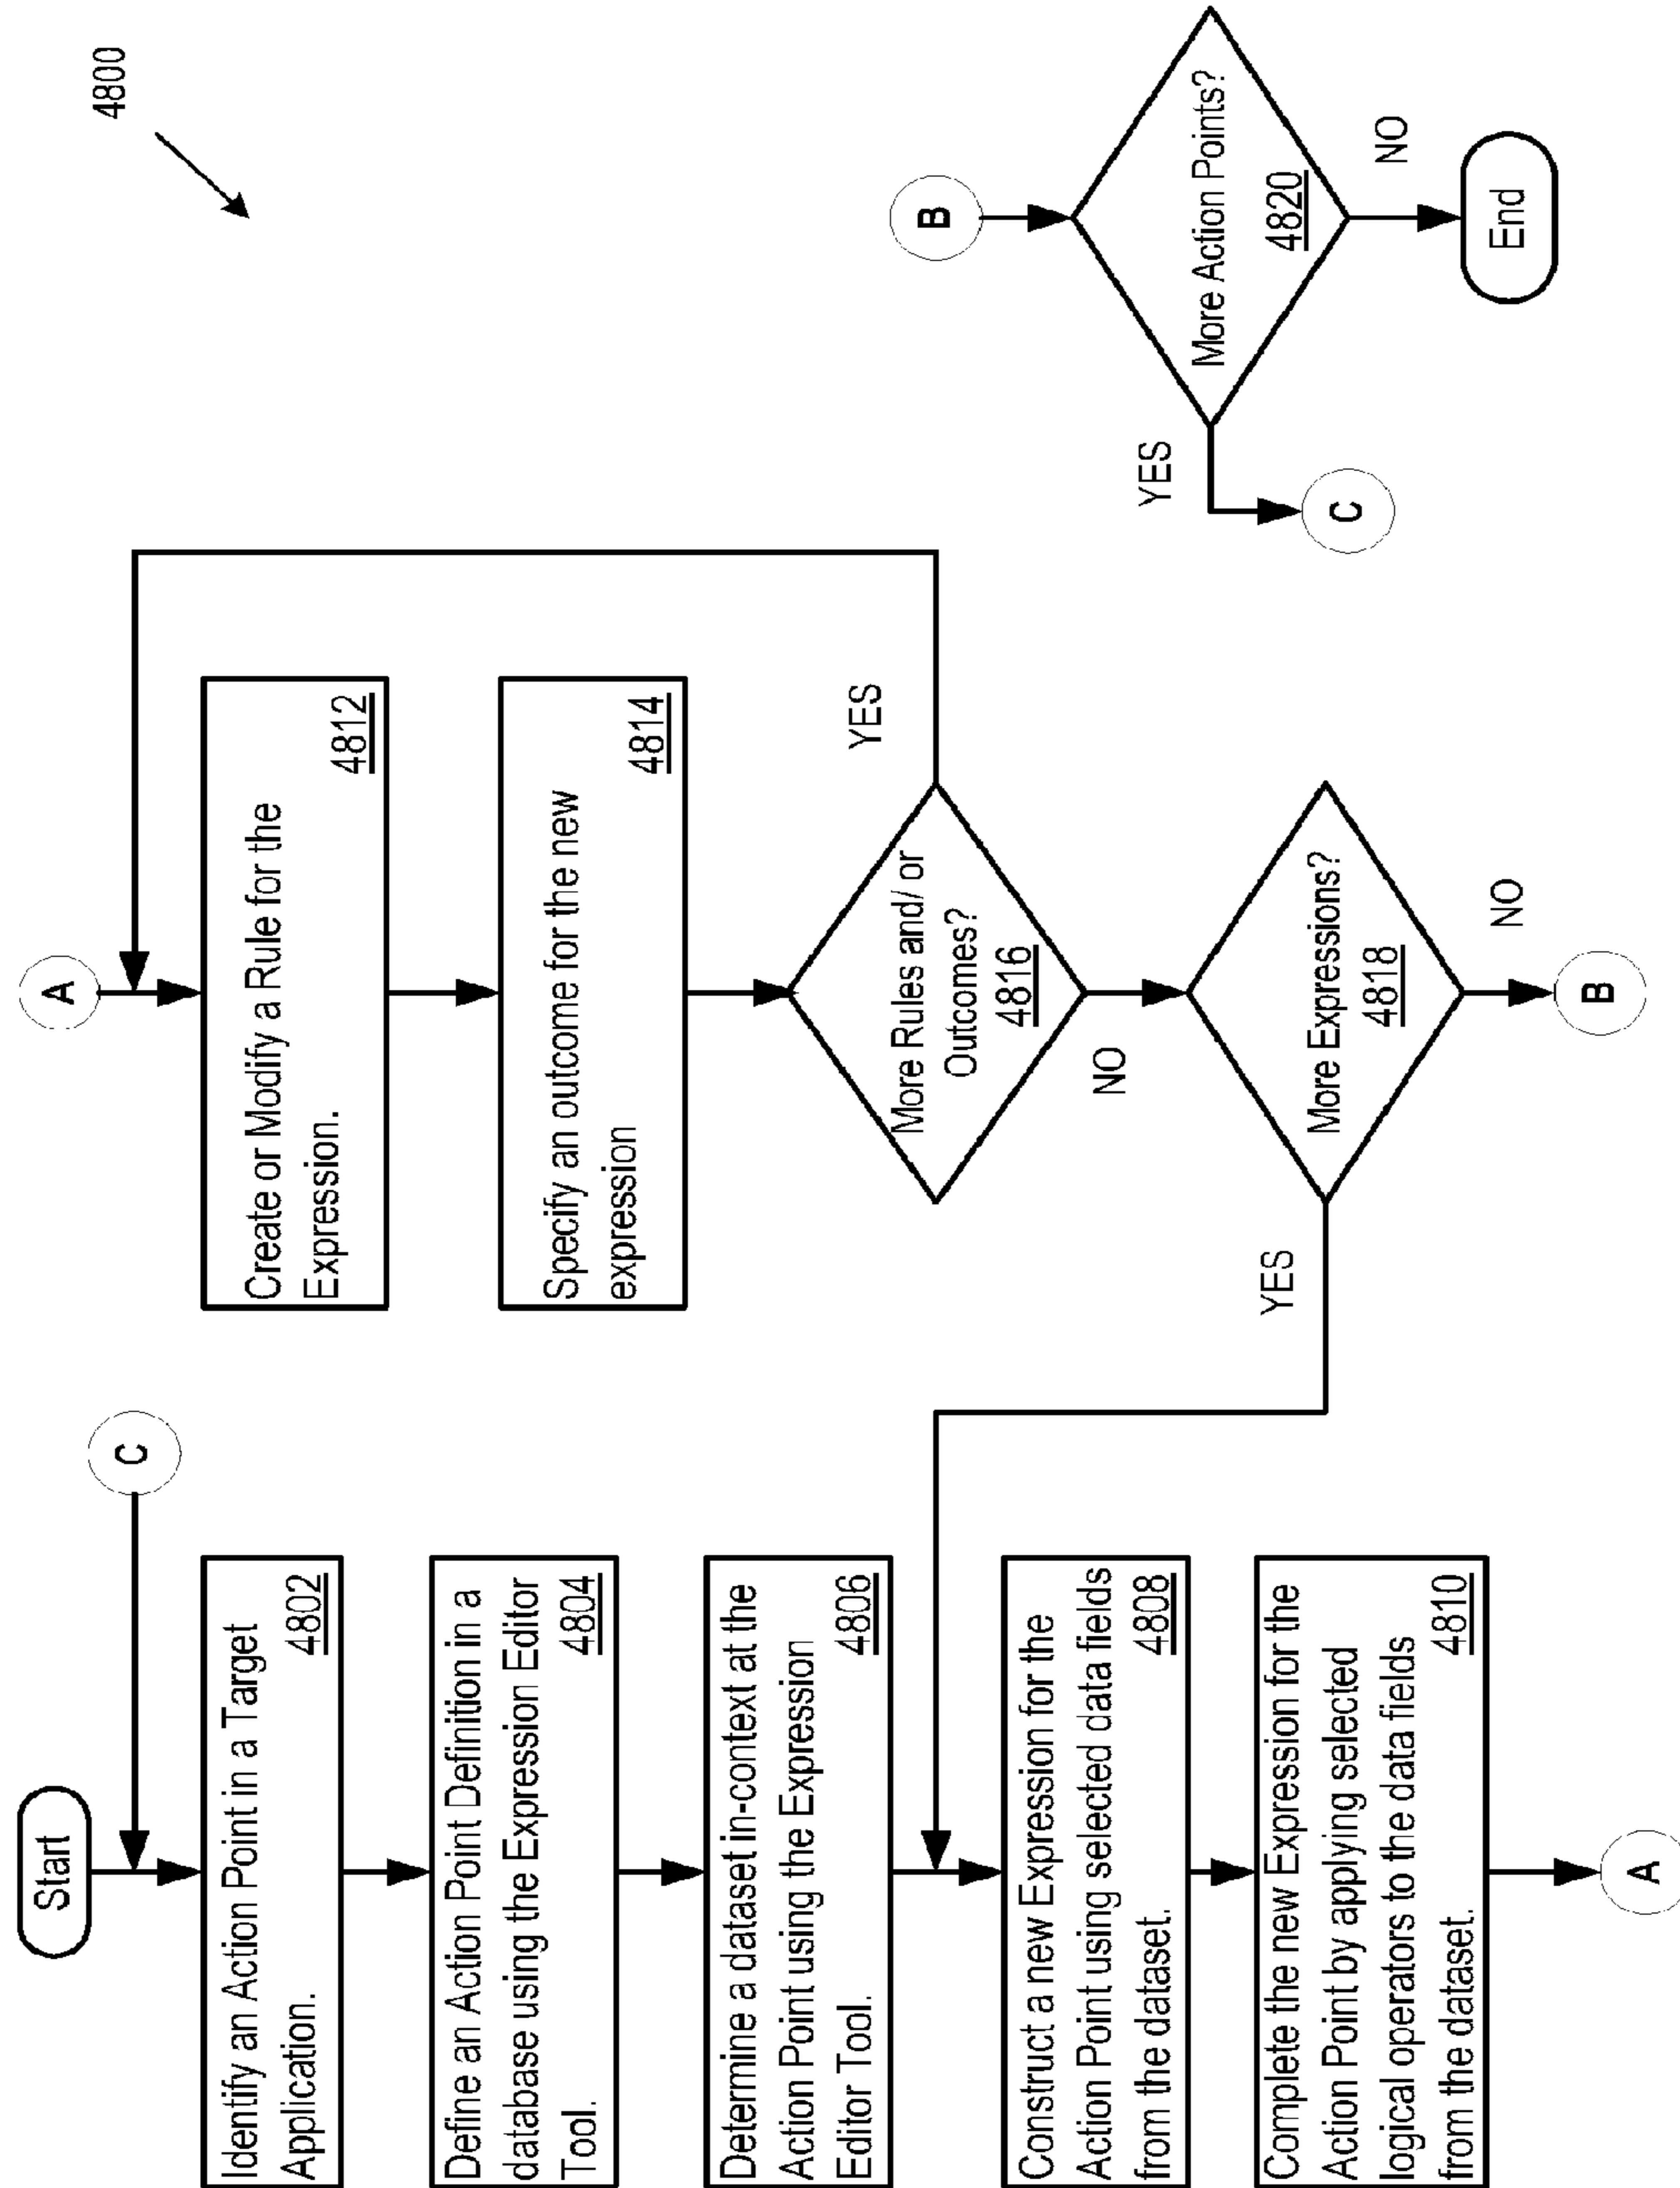 4800
Start
C
Identify an Action Point in a Target
Application.
4802
Define an Action Point Definition in a
database using the Expression Editor
Tool.
4804
Determine a dataset in-context at the
Action Point using the Expression
Editor Tool.
4806
Construct a new Expression for the
Action Point using selected data fields
from the dataset.
4808
Complete the new Expression for the
Action Point by applying selected
logical operators to the data fields
from the dataset.
4810
A
A
Create or Modify a Rule for the
Expression.
4812
Specify an outcome for the new
expression
4814
More Rules and/ or
Outcomes?
4816
YES
NO
More Expressions?
4818
YES
NO
B
B
More Action Points?
4820
YES
NO
C
End